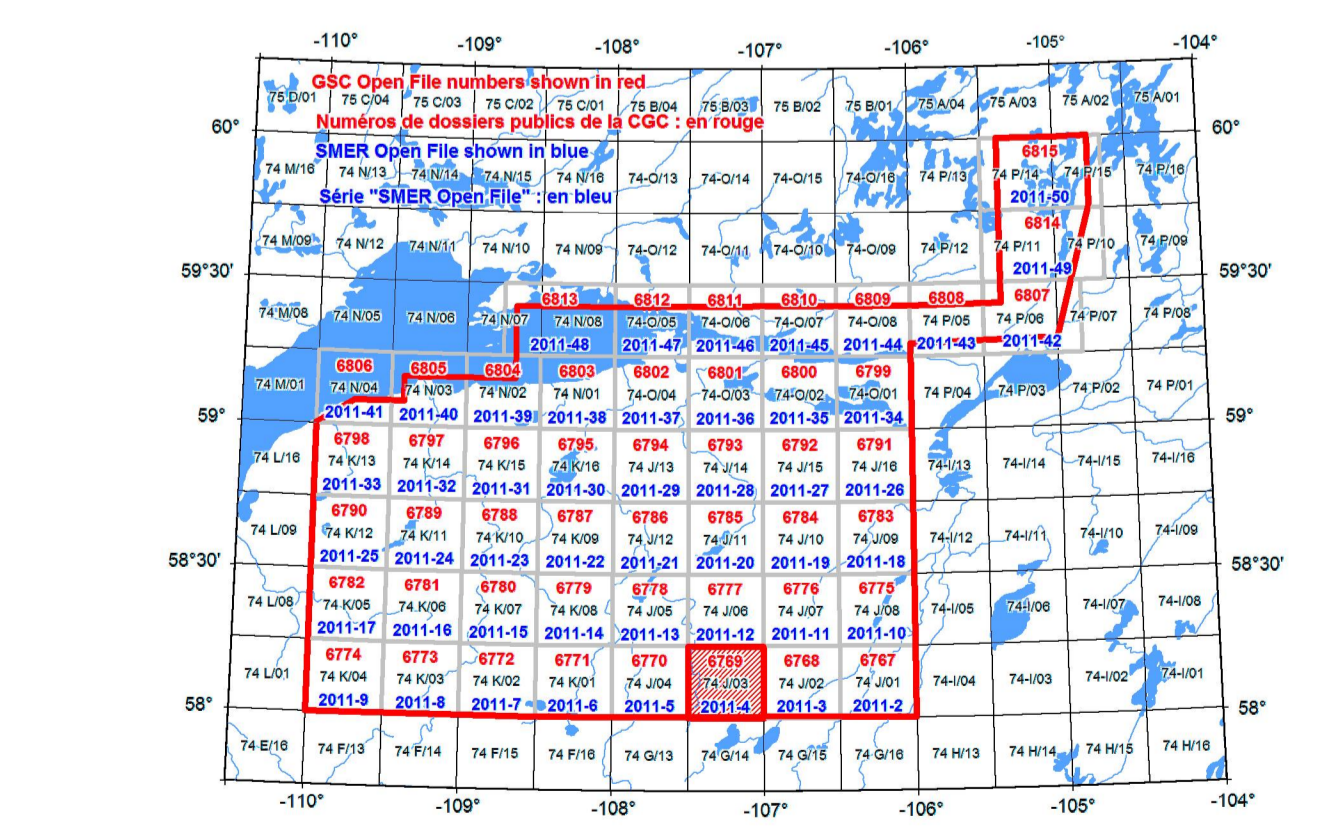 -110° -109° -108° -107° -106° -105° -104°
GSC Open File numbers shown in red
75 D/01 75 C/04 75 C/03 75 C/02 75 C/01 75 B/04 75 B/03 75 B/02 75 B/01 75 A/04 75 A/03 75 A/02 75 A/01
Numéros de dossiers publics de la CGC : en rouge
60° 60°
SMER Open File shown in blue
6815
74 M/16 74 N/13 74 N/14 74 N/15 74 N/16 74-O/13 74-O/14 74-O/15 74-O/16 74 P/13 74 P/14 74 P/15 74 P/16
Série "SMER Open File" : en bleu
2011-50
6814
74 M/09 74 N/12 74 N/11 74 N/10 74 N/09 74-O/12 74-O/11 74-O/10 74-O/09 74 P/12 74 P/11 74 P/10 74 P/09
2011-49
59°30' 59°30'
6813 6812 6811 6810 6809 6808 6807
74 M/08 74 N/05 74 N/06 74 N/07 74 N/08 74-O/05 74-O/06 74-O/07 74-O/08 74 P/05 74 P/06 74 P/07 74 P/08
2011-48 2011-47 2011-46 2011-45 2011-44 2011-43 2011-42
6806 6805 6804 6803 6802 6801 6800 6799
74 M/01 74 N/04 74 N/03 74 N/02 74 N/01 74-O/04 74-O/03 74-O/02 74-O/01 74 P/04 74 P/03 74 P/02 74 P/01
2011-41 2011-40 2011-39 2011-38 2011-37 2011-36 2011-35 2011-34
59° 59°
6798 6797 6796 6795 6794 6793 6792 6791
74 L/16 74 K/13 74 K/14 74 K/15 74 K/16 74 J/13 74 J/14 74 J/15 74 J/16 74-I/13 74-I/14 74-I/15 74-I/16
2011-33 2011-32 2011-31 2011-30 2011-29 2011-28 2011-27 2011-26
6790 6789 6788 6787 6786 6785 6784 6783
74 L/09 74 K/12 74 K/11 74 K/10 74 K/09 74 J/12 74 J/11 74 J/10 74 J/09 74-I/12 74-I/11 74-I/10 74-I/09
2011-25 2011-24 2011-23 2011-22 2011-21 2011-20 2011-19 2011-18
58°30' 58°30'
6782 6781 6780 6779 6778 6777 6776 6775
74 L/08 74 K/05 74 K/06 74 K/07 74 K/08 74 J/05 74 J/06 74 J/07 74 J/08 74-I/05 74-I/06 74-I/07 74-I/08
2011-17 2011-16 2011-15 2011-14 2011-13 2011-12 2011-11 2011-10
6774 6773 6772 6771 6770 6769 6768 6767
74 L/01 74 K/04 74 K/03 74 K/02 74 K/01 74 J/04 74 J/03 74 J/02 74 J/01 74-I/04 74-I/03 74-I/02 74-I/01
2011-9 2011-8 2011-7 2011-6 2011-5 2011-4 2011-3 2011-2
58° 58°
74 E/16 74 F/13 74 F/14 74 F/15 74 F/16 74 G/13 74 G/14 74 G/15 74 G/16 74 H/13 74 H/14 74 H/15 74 H/16
-110° -109° -108° -107° -106° -105° -104°